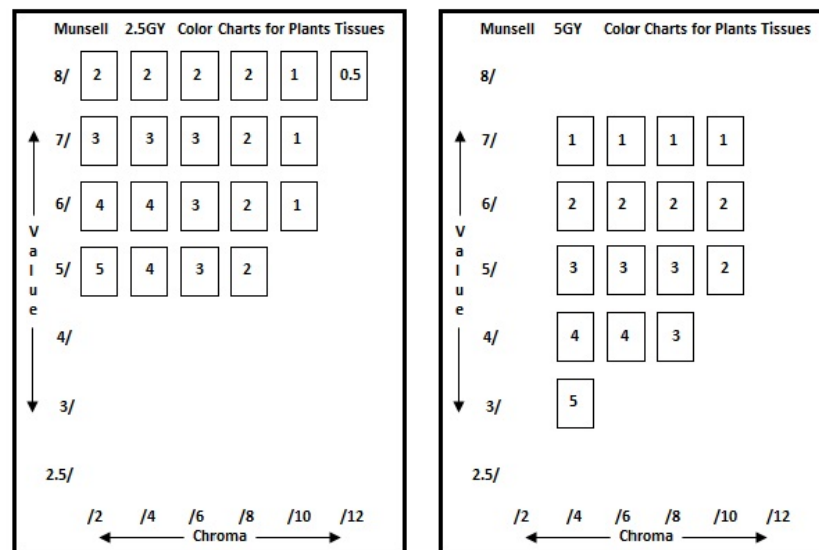 Munsell 2.5GY Color Charts for Plants Tissues
8/ 2 2 2 2 1 0.5
7/ 3 3 3 2 1
6/ 4 4 3 2 1
5/ 5 4 3 2
4/
3/
2.5/
Value
/2 /4 /6 /8 /10 /12
Chroma
Munsell 5GY Color Charts for Plants Tissues
8/
7/ 1 1 1 1
6/ 2 2 2 2
5/ 3 3 3 2
4/ 4 4 3
3/ 5
2.5/
Value
/2 /4 /6 /8 /10 /12
Chroma